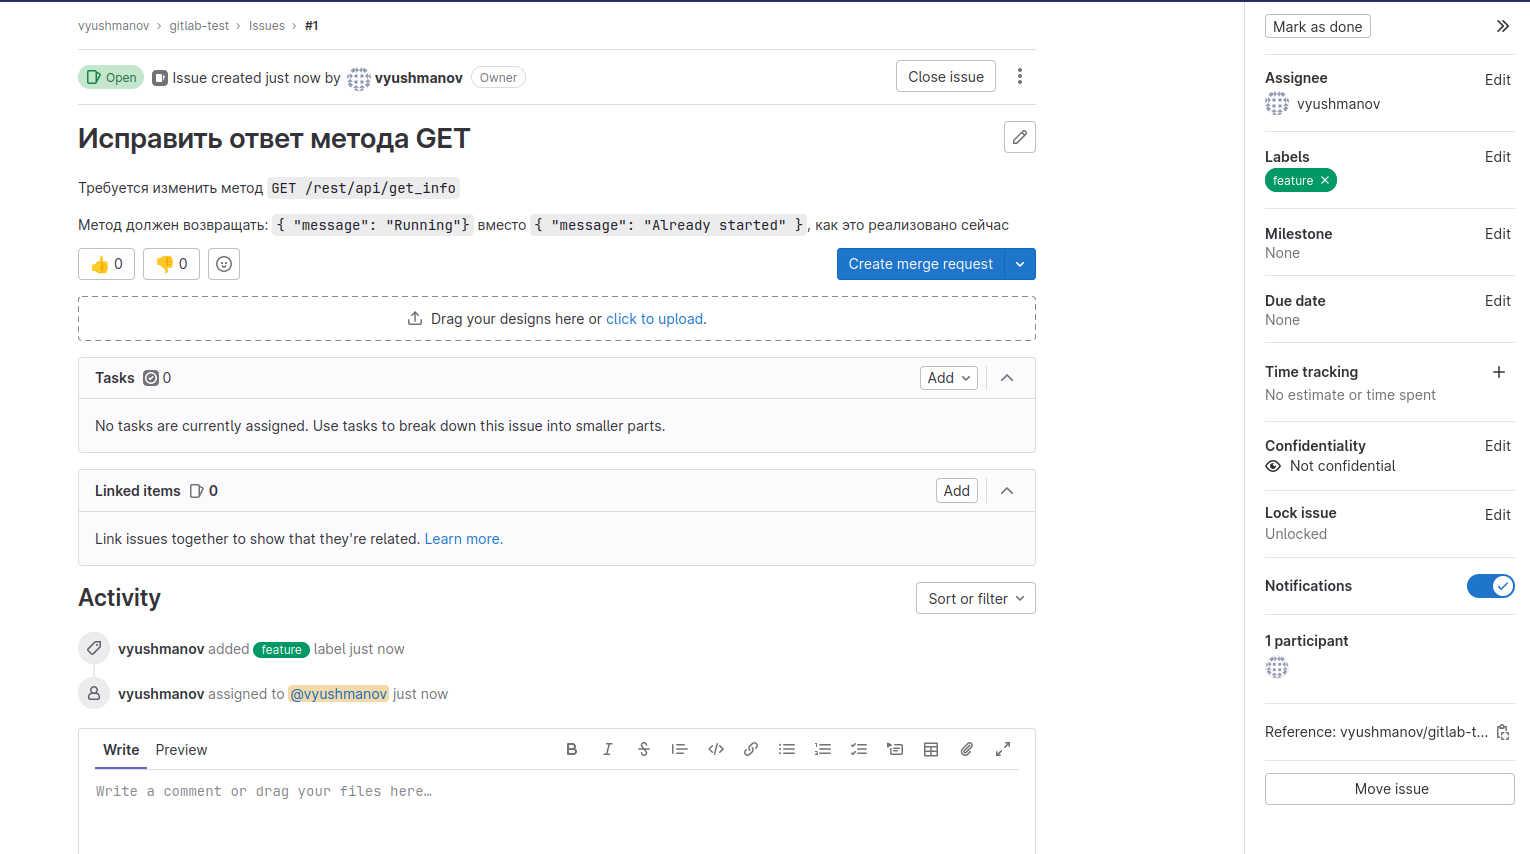 vyushmanov › gitlab-test › Issues › #1
Open Issue created just now by vyushmanov Owner Close issue
Исправить ответ метода GET
Требуется изменить метод GET /rest/api/get_info
Метод должен возвращать: { "message": "Running"} вместо { "message": "Already started" } , как это реализовано сейчас
👍 0 👎 0 Create merge request
Drag your designs here or click to upload.
Tasks 0 Add
No tasks are currently assigned. Use tasks to break down this issue into smaller parts.
Linked items 0 Add
Link issues together to show that they're related. Learn more.
Activity Sort or filter
vyushmanov added feature label just now
vyushmanov assigned to @vyushmanov just now
Write Preview
Write a comment or drag your files here…
Mark as done
Assignee Edit
vyushmanov
Labels Edit
feature ×
Milestone Edit
None
Due date Edit
None
Time tracking +
No estimate or time spent
Confidentiality Edit
Not confidential
Lock issue Edit
Unlocked
Notifications
1 participant
Reference: vyushmanov/gitlab-t...
Move issue